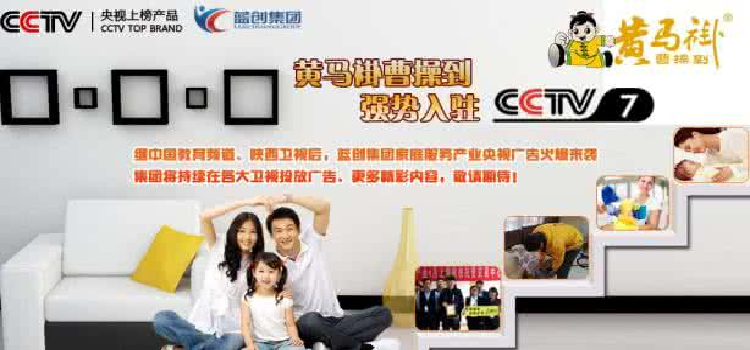 CCTV 央视上榜产品
CCTV TOP BRAND
蓝创集团
黄马褂®
曹操到
黄马褂曹操到
强势入驻 CCTV 7
继中国教育频道、陕西卫视后，蓝创集团家庭服务产业央视广告火爆来袭
集团将持续在各大卫视投放广告、更多精彩内容，敬请期待！